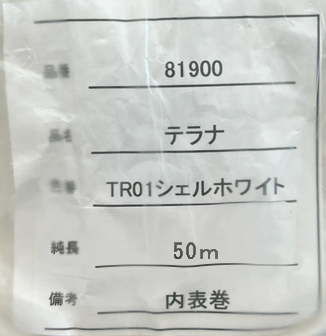 品番 81900
品名 テラナ
色番 TR01シェルホワイト
純長 50m
備考 内表巻